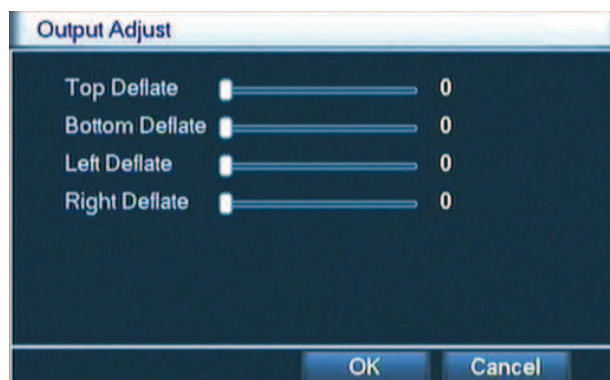 Output Adjust
Top Deflate 0
Bottom Deflate 0
Left Deflate 0
Right Deflate 0
OK Cancel